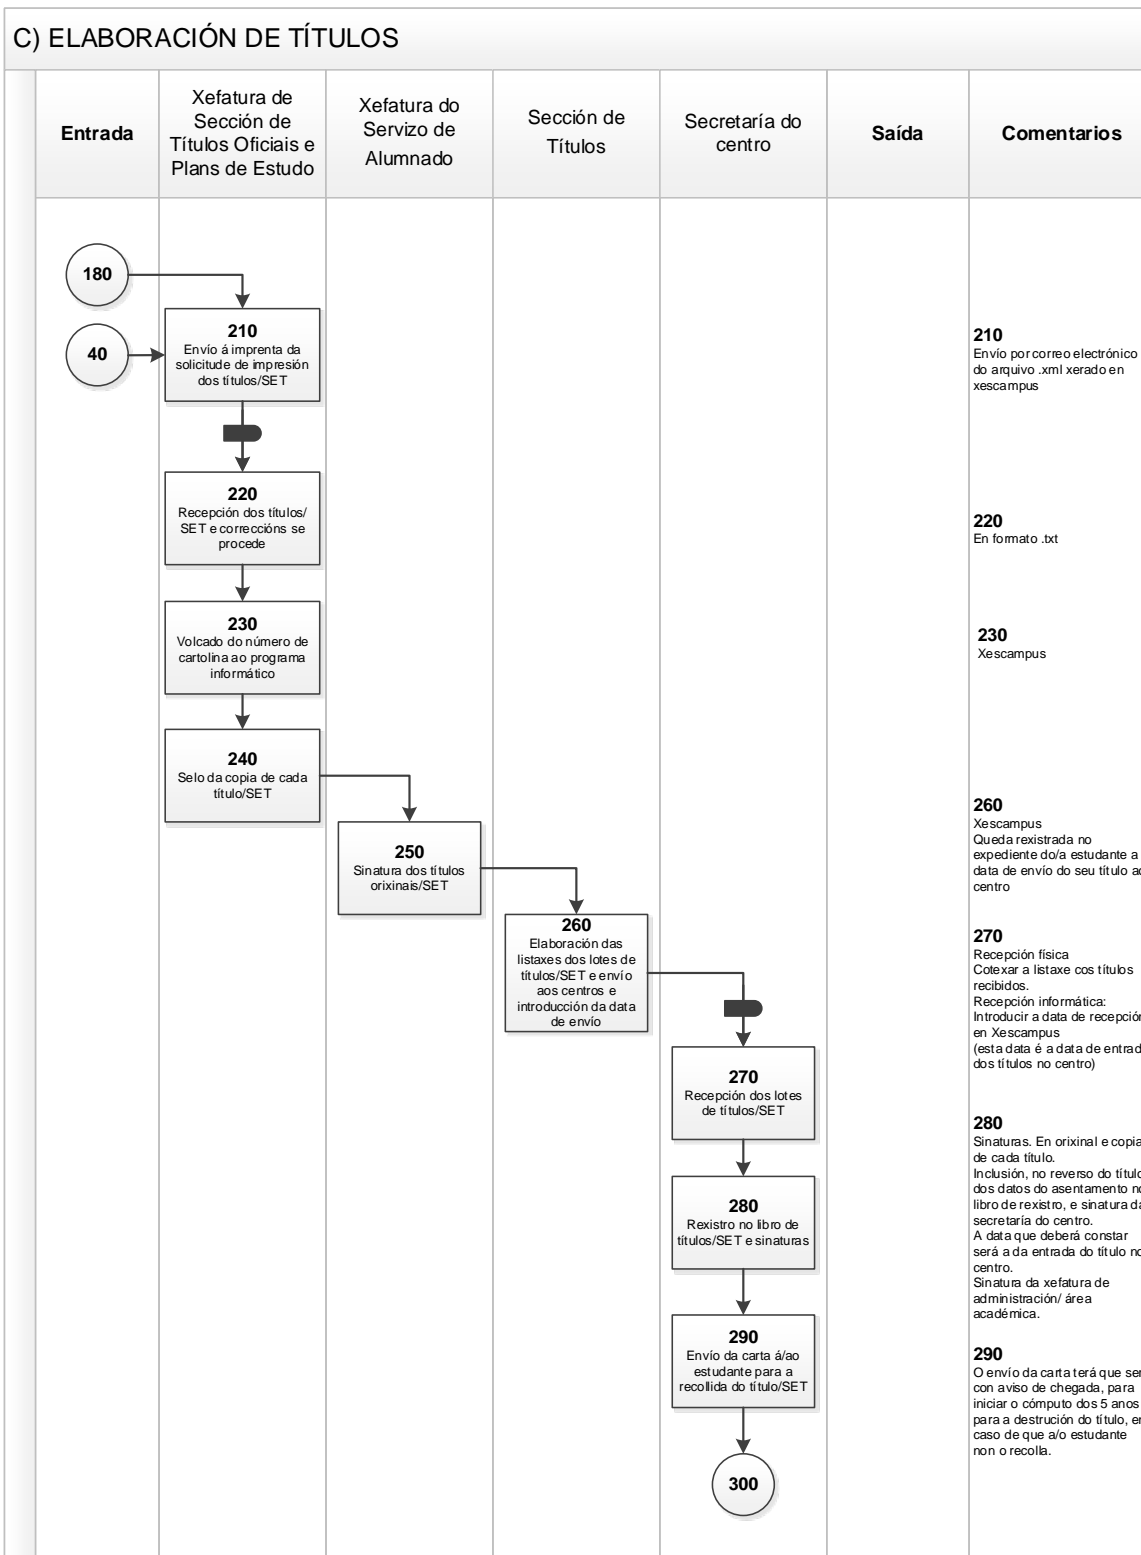 C) ELABORACIÓN DE TÍTULOS
Entrada
Xefatura de
Sección de
Títulos Oficiais e
Plans de Estudo
Xefatura do
Servizo de
Alumnado
Sección de
Títulos
Secretaría do
centro
Saída
Comentarios
180
40
210
Envío á imprenta da
solicitude de impresión
dos títulos/SET
220
Recepción dos títulos/
SET e correccións se
procede
230
Volcado do número de
cartolina ao programa
informático
240
Selo da copia de cada
título/SET
250
Sinatura dos títulos
orixinais/SET
260
Elaboración das
listaxes dos lotes de
títulos/SET e envío
aos centros e
introducción da data
de envío
270
Recepción dos lotes
de títulos/SET
280
Rexistro no libro de
títulos/SET e sinaturas
290
Envío da carta á/ao
estudante para a
recollida do título/SET
300
210
Envío por correo electrónico
do arquivo .xml xerado en
xescampus
220
En formato .txt
230
Xescampus
260
Xescampus
Queda rexistrada no
expediente do/a estudante a
data de envío do seu título
centro
270
Recepción física
Cotexar a listaxe cos títulos
recibidos.
Recepción informática:
Introducir a data de recepción
en Xescampus
(esta data é a data de
dos títulos no centro)
280
Sinaturas. En orixinal e copia
de cada título.
Inclusión, no reverso do título
dos datos do asentamento
libro de rexistro, e sinatura
secretaría do centro.
A data que deberá constar
será a da entrada do título
centro.
Sinatura da xefatura de
administración/ área
académica.
290
O envío da carta terá que
con aviso de chegada, para
iniciar o cómputo dos 5 anos
para a destrución do título,
caso de que a/o estudante
non o recolla.